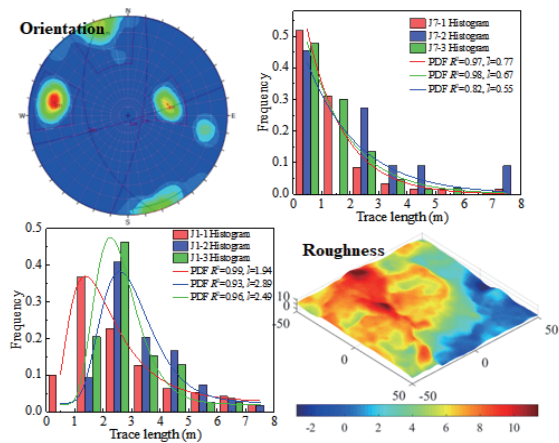 Orientation
N
W
E
S
J7-1 Histogram
J7-2 Histogram
J7-3 Histogram
PDF R²=0.97, l̄=0.77
PDF R²=0.98, l̄=0.67
PDF R²=0.82, l̄=0.55
Frequency
0.5
0.4
0.3
0.2
0.1
0.0
0 1 2 3 4 5 6 7 8
Trace length (m)
J1-1 Histogram
J1-2 Histogram
J1-3 Histogram
PDF R²=0.99, l̄=1.94
PDF R²=0.93, l̄=2.89
PDF R²=0.96, l̄=2.49
Frequency
0.5
0.4
0.3
0.2
0.1
0.0
0 1 2 3 4 5 6 7 8
Trace length (m)
Roughness
10
0
-50
0
50
-50
0
50
-2 0 2 4 6 8 10